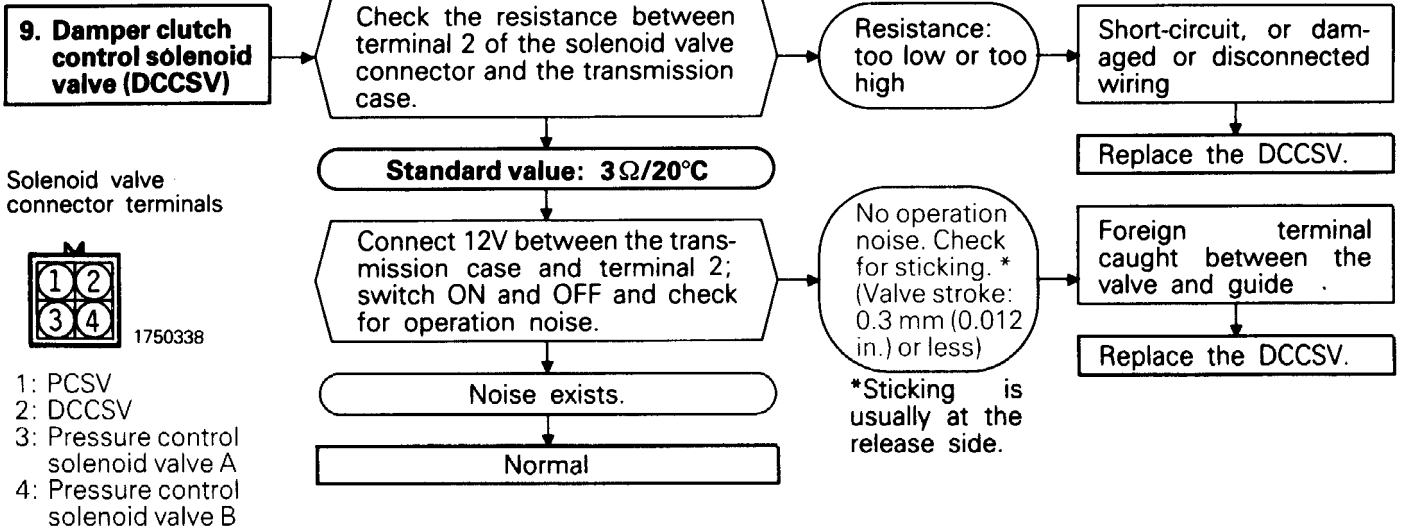 9. Damper clutch
control solenoid
valve (DCCSV)
Check the resistance between
terminal 2 of the solenoid valve
connector and the transmission
case.
Resistance:
too low or too
high
Short-circuit, or dam-
aged or disconnected
wiring
Replace the DCCSV.
Standard value: 3Ω/20°C
Solenoid valve
connector terminals
1 2
3 4
1750338
1: PCSV
2: DCCSV
3: Pressure control
solenoid valve A
4: Pressure control
solenoid valve B
Connect 12V between the trans-
mission case and terminal 2;
switch ON and OFF and check
for operation noise.
No operation
noise. Check
for sticking. *
(Valve stroke:
0.3 mm (0.012
in.) or less)
*Sticking is
usually at the
release side.
Foreign terminal
caught between the
valve and guide
Replace the DCCSV.
Noise exists.
Normal